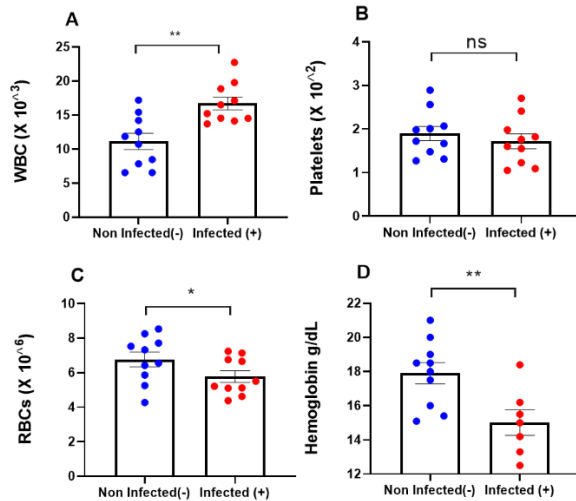 A
**
WBC (X 10^3)
25
20
15
10
5
0
Non Infected(-) Infected (+)
B
ns
Platelets (X 10^2)
4
2
0
Non Infected(-) Infected (+)
C
*
RBCs (X 10^6)
10
8
6
4
2
0
Non Infected(-) Infected (+)
D
**
Hemoglobin g/dL
22
20
18
16
14
12
Non Infected(-) Infected (+)